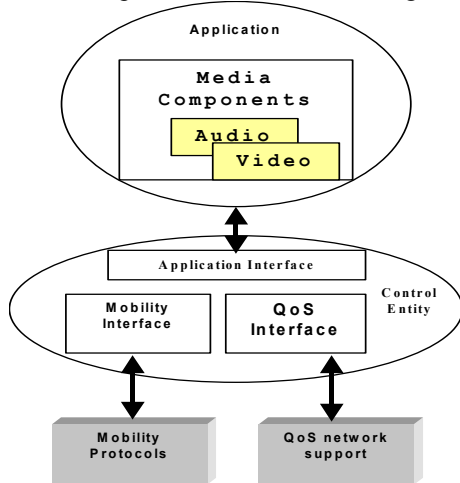 Application
Media
Components
Audio
Video
Application Interface
Mobility
Interface
QoS
Interface
Control
Entity
Mobility
Protocols
QoS network
support